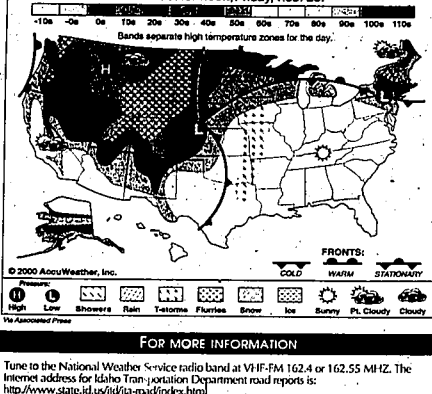 -10s -0s 0s 10s 20s 30s 40s 50s 60s 70s 80s 90s 100s 110s
Bands separate high temperature zones for the day.
H
L
L
FRONTS:
COLD WARM STATIONARY
© 2000 AccuWeather, Inc.
Pressure:
H L
High Low Showers Rain T-storms Flurries Snow Ice Sunny Pt. Cloudy Cloudy
Via Associated Press
FOR MORE INFORMATION
Tune to the National Weather Service radio band at VHF-FM 162.4 or 162.55 MHZ. The
Internet address for Idaho Transportation Department road reports is:
http://www.state.id.us/itd/ita-road/index.html